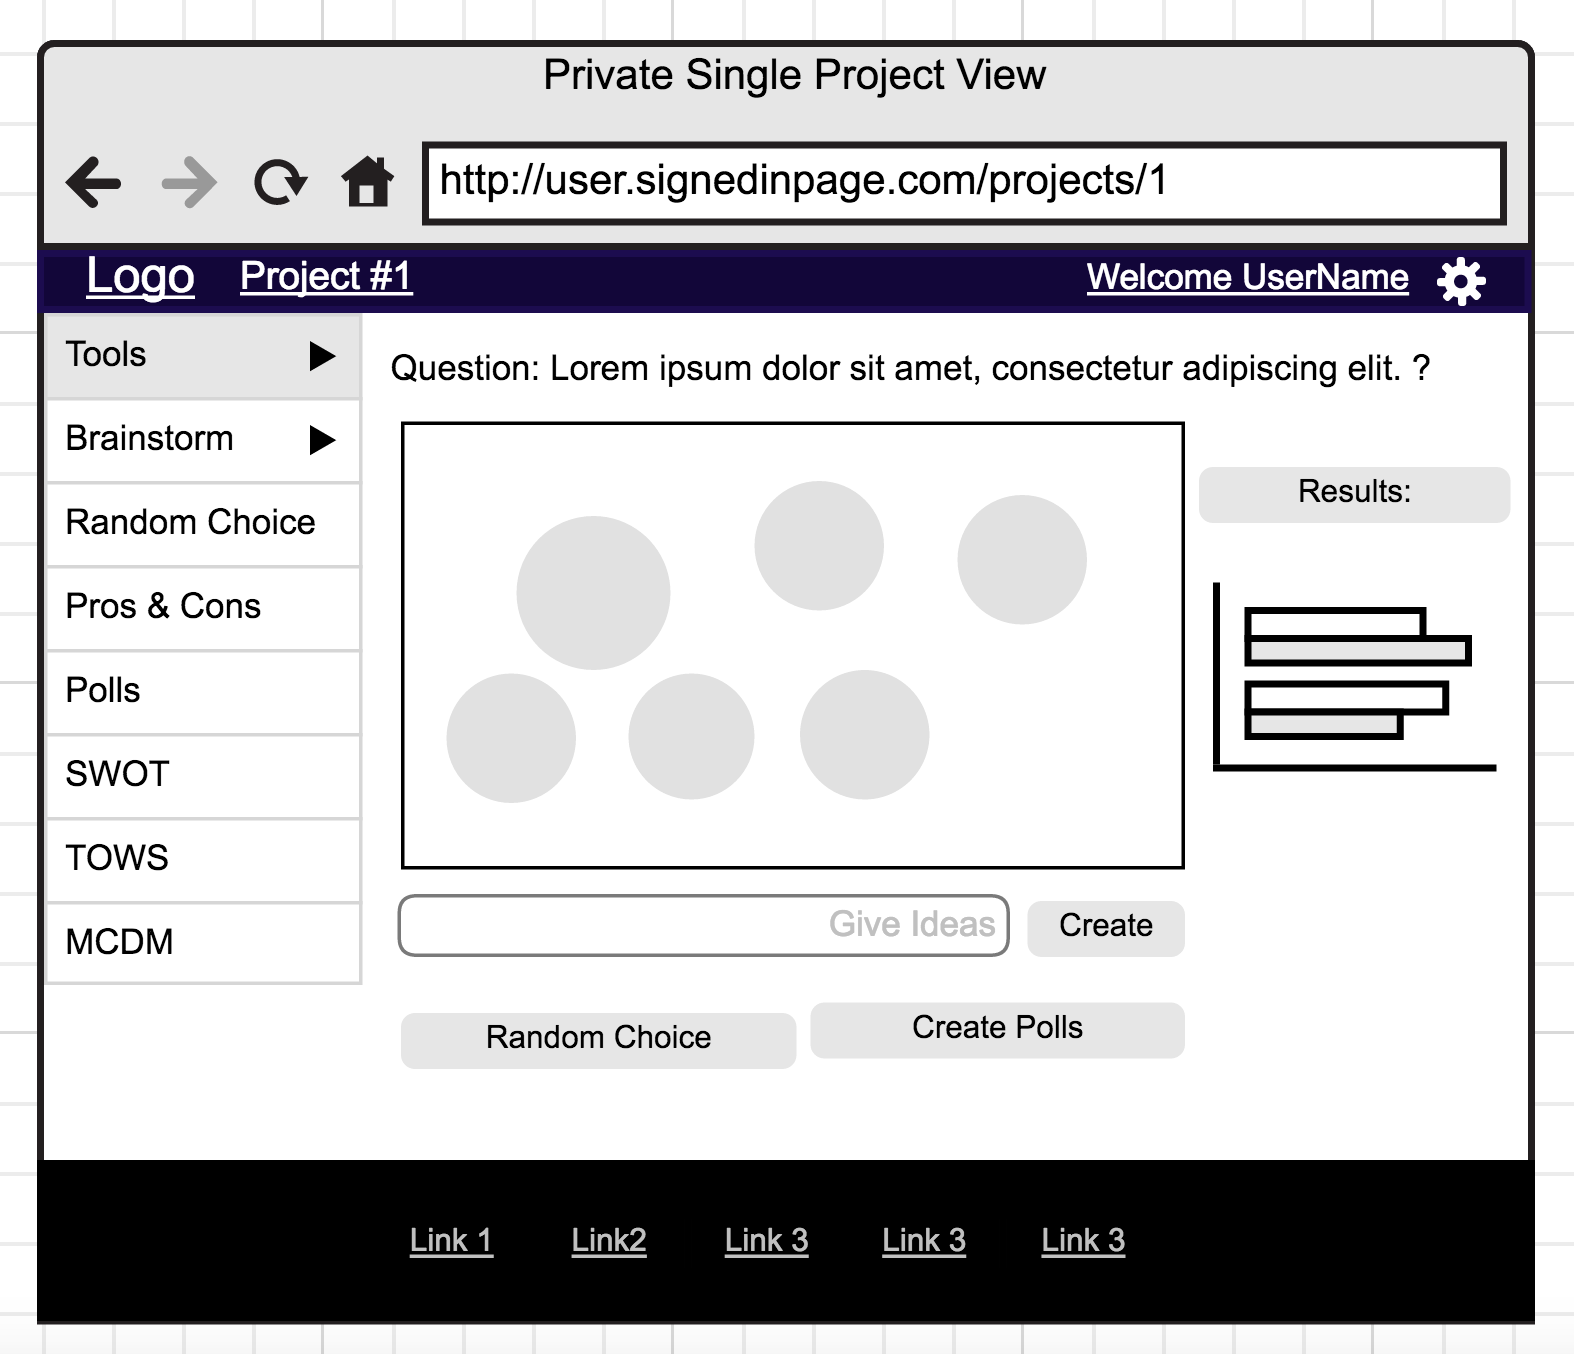 Private Single Project View
http://user.signedinpage.com/projects/1
Logo
Project #1
Welcome UserName
Tools
Brainstorm
Random Choice
Pros & Cons
Polls
SWOT
TOWS
MCDM
Question: Lorem ipsum dolor sit amet, consectetur adipiscing elit. ?
Results:
Give Ideas
Create
Random Choice
Create Polls
Link 1
Link2
Link 3
Link 3
Link 3